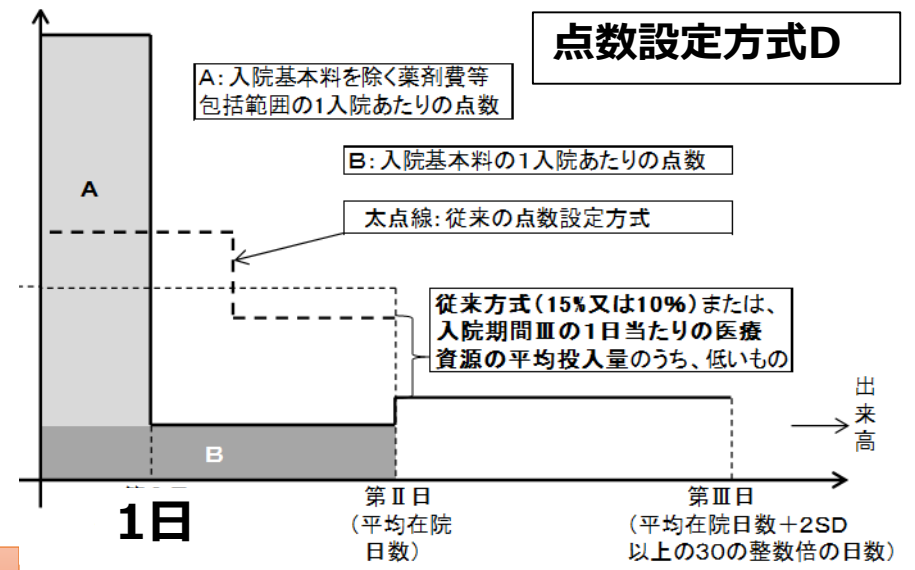 点数設定方式D
A:入院基本料を除く薬剤費等
包括範囲の1入院あたりの点数
B:入院基本料の1入院あたりの点数
A
太点線:従来の点数設定方式
従来方式(15%又は10%)または、
入院期間Ⅲの1日当たりの医療
資源の平均投入量のうち、低いもの
出来高
B
1日
第Ⅱ日
(平均在院
日数)
第Ⅲ日
(平均在院日数+2SD
以上の30の整数倍の日数)